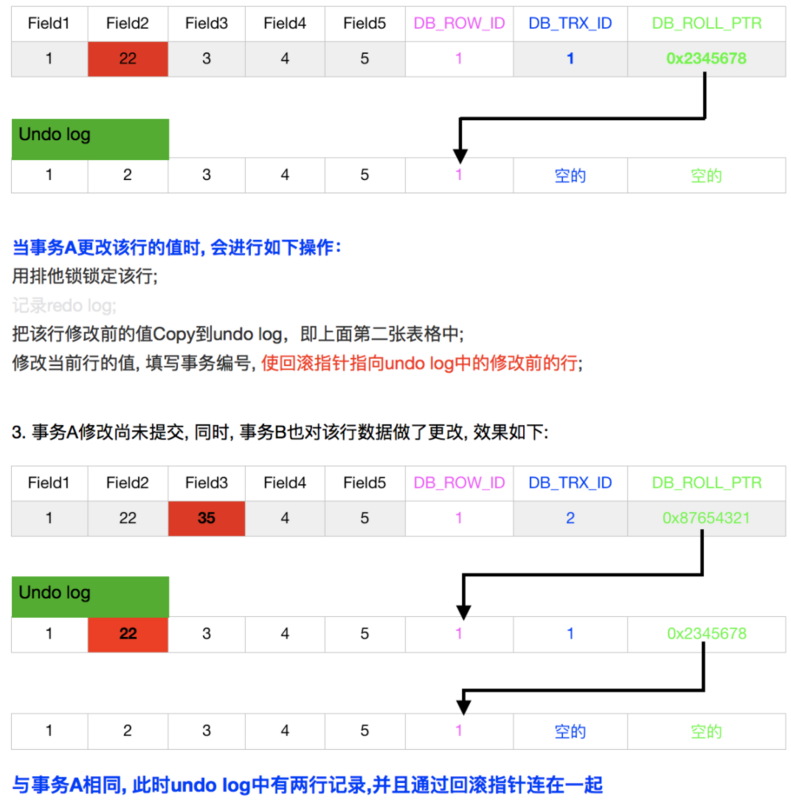 Field1 Field2 Field3 Field4 Field5 DB_ROW_ID DB_TRX_ID DB_ROLL_PTR
1 22 3 4 5 1 1 0x2345678
Undo log
1 2 3 4 5 1 空的 空的
当事务A更改该行的值时, 会进行如下操作:
用排他锁锁定该行;
记录redo log;
把该行修改前的值Copy到undo log，即上面第二张表格中;
修改当前行的值, 填写事务编号, 使回滚指针指向undo log中的修改前的行;
3. 事务A修改尚未提交, 同时, 事务B也对该行数据做了更改, 效果如下:
Field1 Field2 Field3 Field4 Field5 DB_ROW_ID DB_TRX_ID DB_ROLL_PTR
1 22 35 4 5 1 2 0x87654321
Undo log
1 22 3 4 5 1 1 0x2345678
1 2 3 4 5 1 空的 空的
与事务A相同, 此时undo log中有两行记录,并且通过回滚指针连在一起